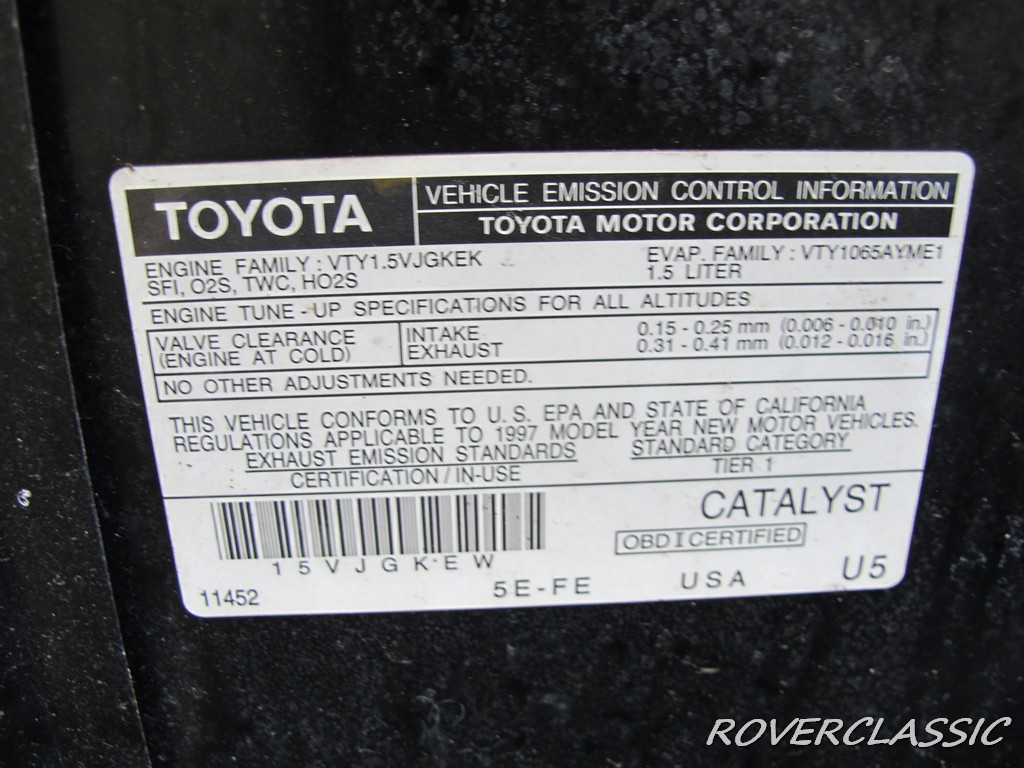 TOYOTA
VEHICLE EMISSION CONTROL INFORMATION
TOYOTA MOTOR CORPORATION
ENGINE FAMILY : VTY1.5VJGKEK
EVAP. FAMILY : VTY1065AYME1
SFI, O2S, TWC, HO2S
1.5 LITER
ENGINE TUNE - UP SPECIFICATIONS FOR ALL ALTITUDES
VALVE CLEARANCE
(ENGINE AT COLD)
INTAKE 0.15 - 0.25 mm (0.006 - 0.010 in.)
EXHAUST 0.31 - 0.41 mm (0.012 - 0.016 in.)
NO OTHER ADJUSTMENTS NEEDED.
THIS VEHICLE CONFORMS TO U.S. EPA AND STATE OF CALIFORNIA
REGULATIONS APPLICABLE TO 1997 MODEL YEAR NEW MOTOR VEHICLES.
EXHAUST EMISSION STANDARDS STANDARD CATEGORY
CERTIFICATION / IN-USE TIER 1
CATALYST
OBD I CERTIFIED
15VJGKEW
11452 5E-FE USA U5
ROVERCLASSIC